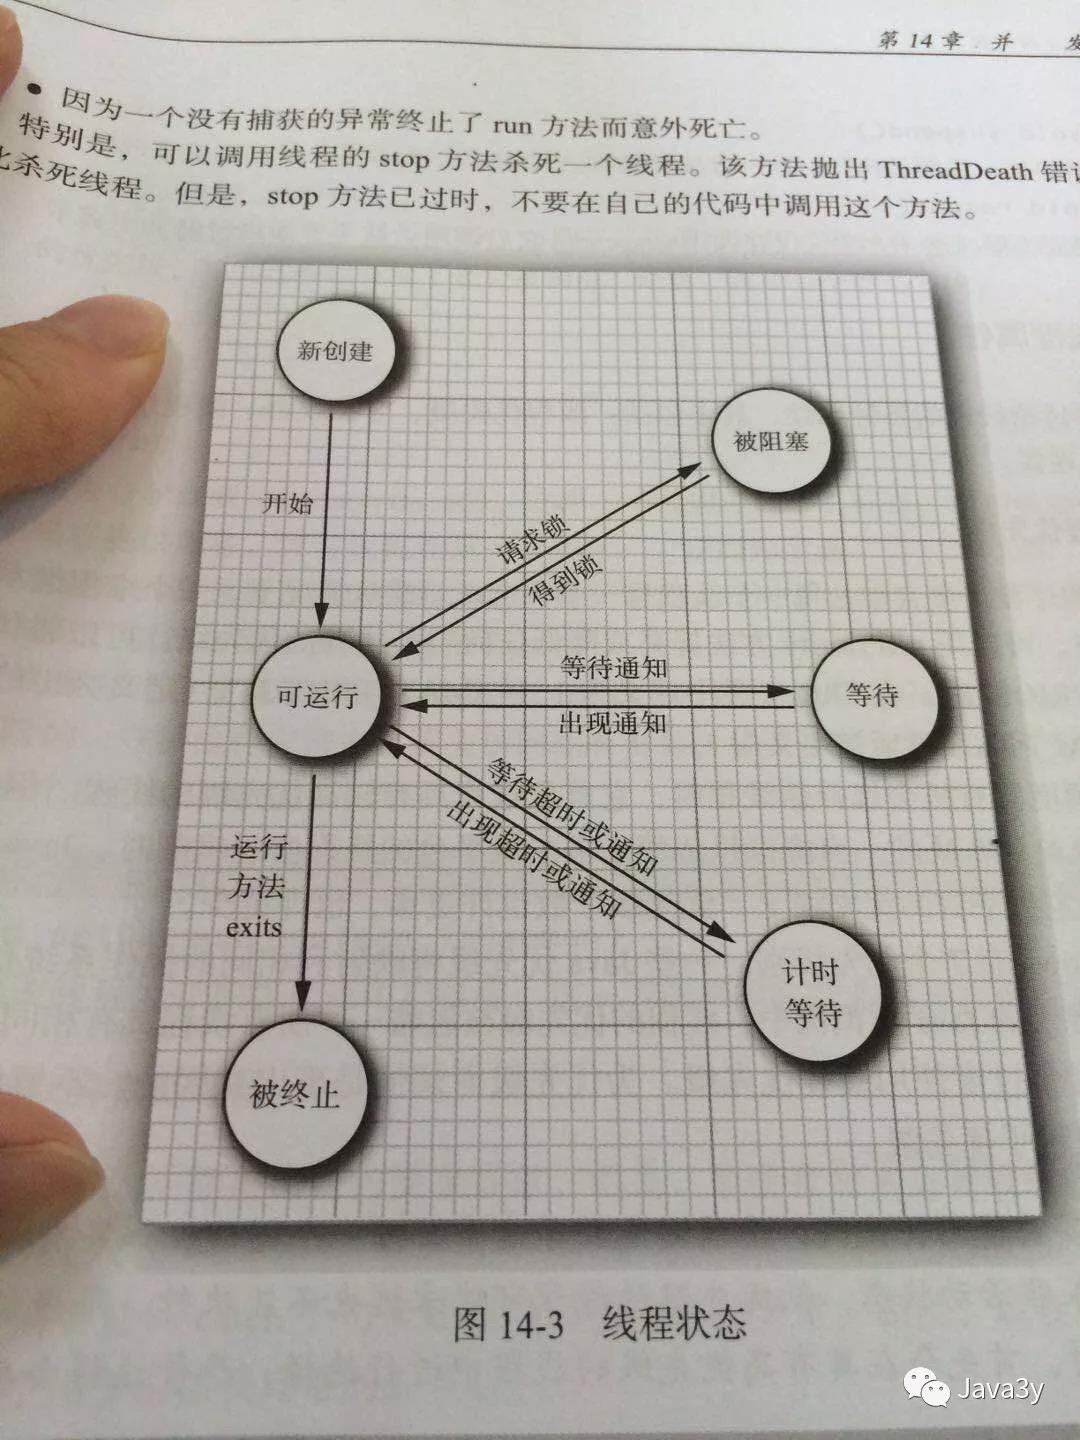 第 14 章 并 发
• 因为一个没有捕获的异常终止了 run 方法而意外死亡。
特别是，可以调用线程的 stop 方法杀死一个线程。该方法抛出 ThreadDeath 错
杀死线程。但是，stop 方法已过时，不要在自己的代码中调用这个方法。
新创建
被阻塞
开始
请求锁
得到锁
可运行
等待通知
出现通知
等待
等待超时或通知
出现超时或通知
运行
方法
exits
计时
等待
被终止
图 14-3 线程状态
Java3y